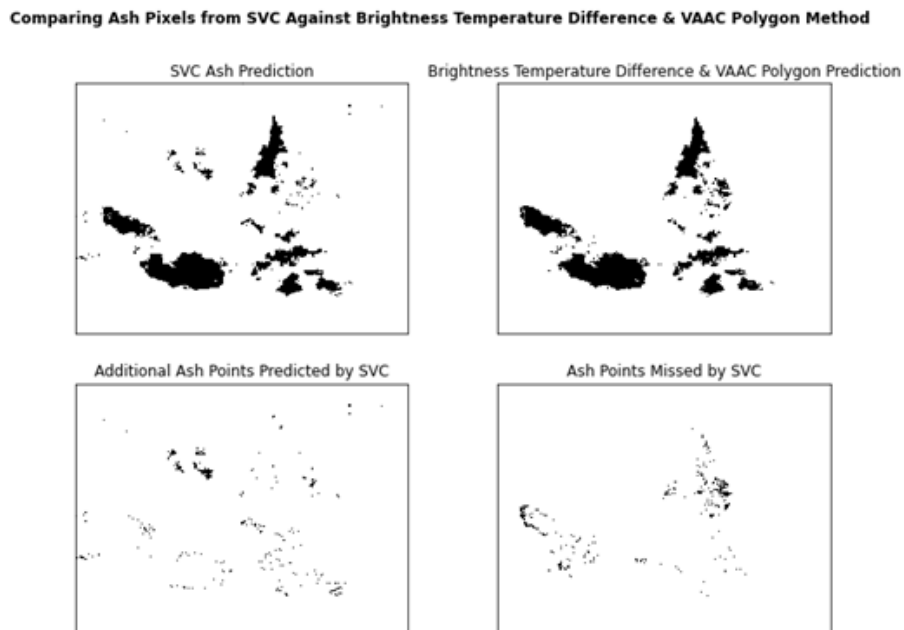 Comparing Ash Pixels from SVC Against Brightness Temperature Difference & VAAC Polygon Method
SVC Ash Prediction
Brightness Temperature Difference & VAAC Polygon Prediction
Additional Ash Points Predicted by SVC
Ash Points Missed by SVC